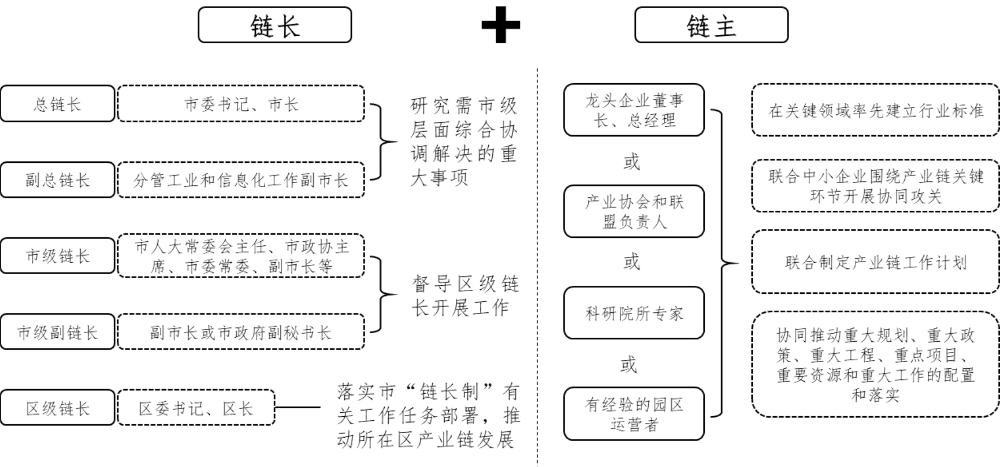 链长
链主
总链长
市委书记、市长
副总链长
分管工业和信息化工作副市长
研究需市级
层面综合协
调解决的重
大事项
市级链长
市人大常委会主任、市政协主
席、市委常委、副市长等
市级副链长
副市长或市政府副秘书长
督导区级链
长开展工作
区级链长
区委书记、区长
落实市“链长制”有
关工作任务部署，推
动所在区产业链发展
龙头企业董事
长、总经理
或
产业协会和联
盟负责人
或
科研院所专家
或
有经验的园区
运营者
在关键领域率先建立行业标准
联合中小企业围绕产业链关键
环节开展协同攻关
联合制定产业链工作计划
协同推动重大规划、重大政
策、重大工程、重点项目、
重要资源和重大工作的配置
和落实